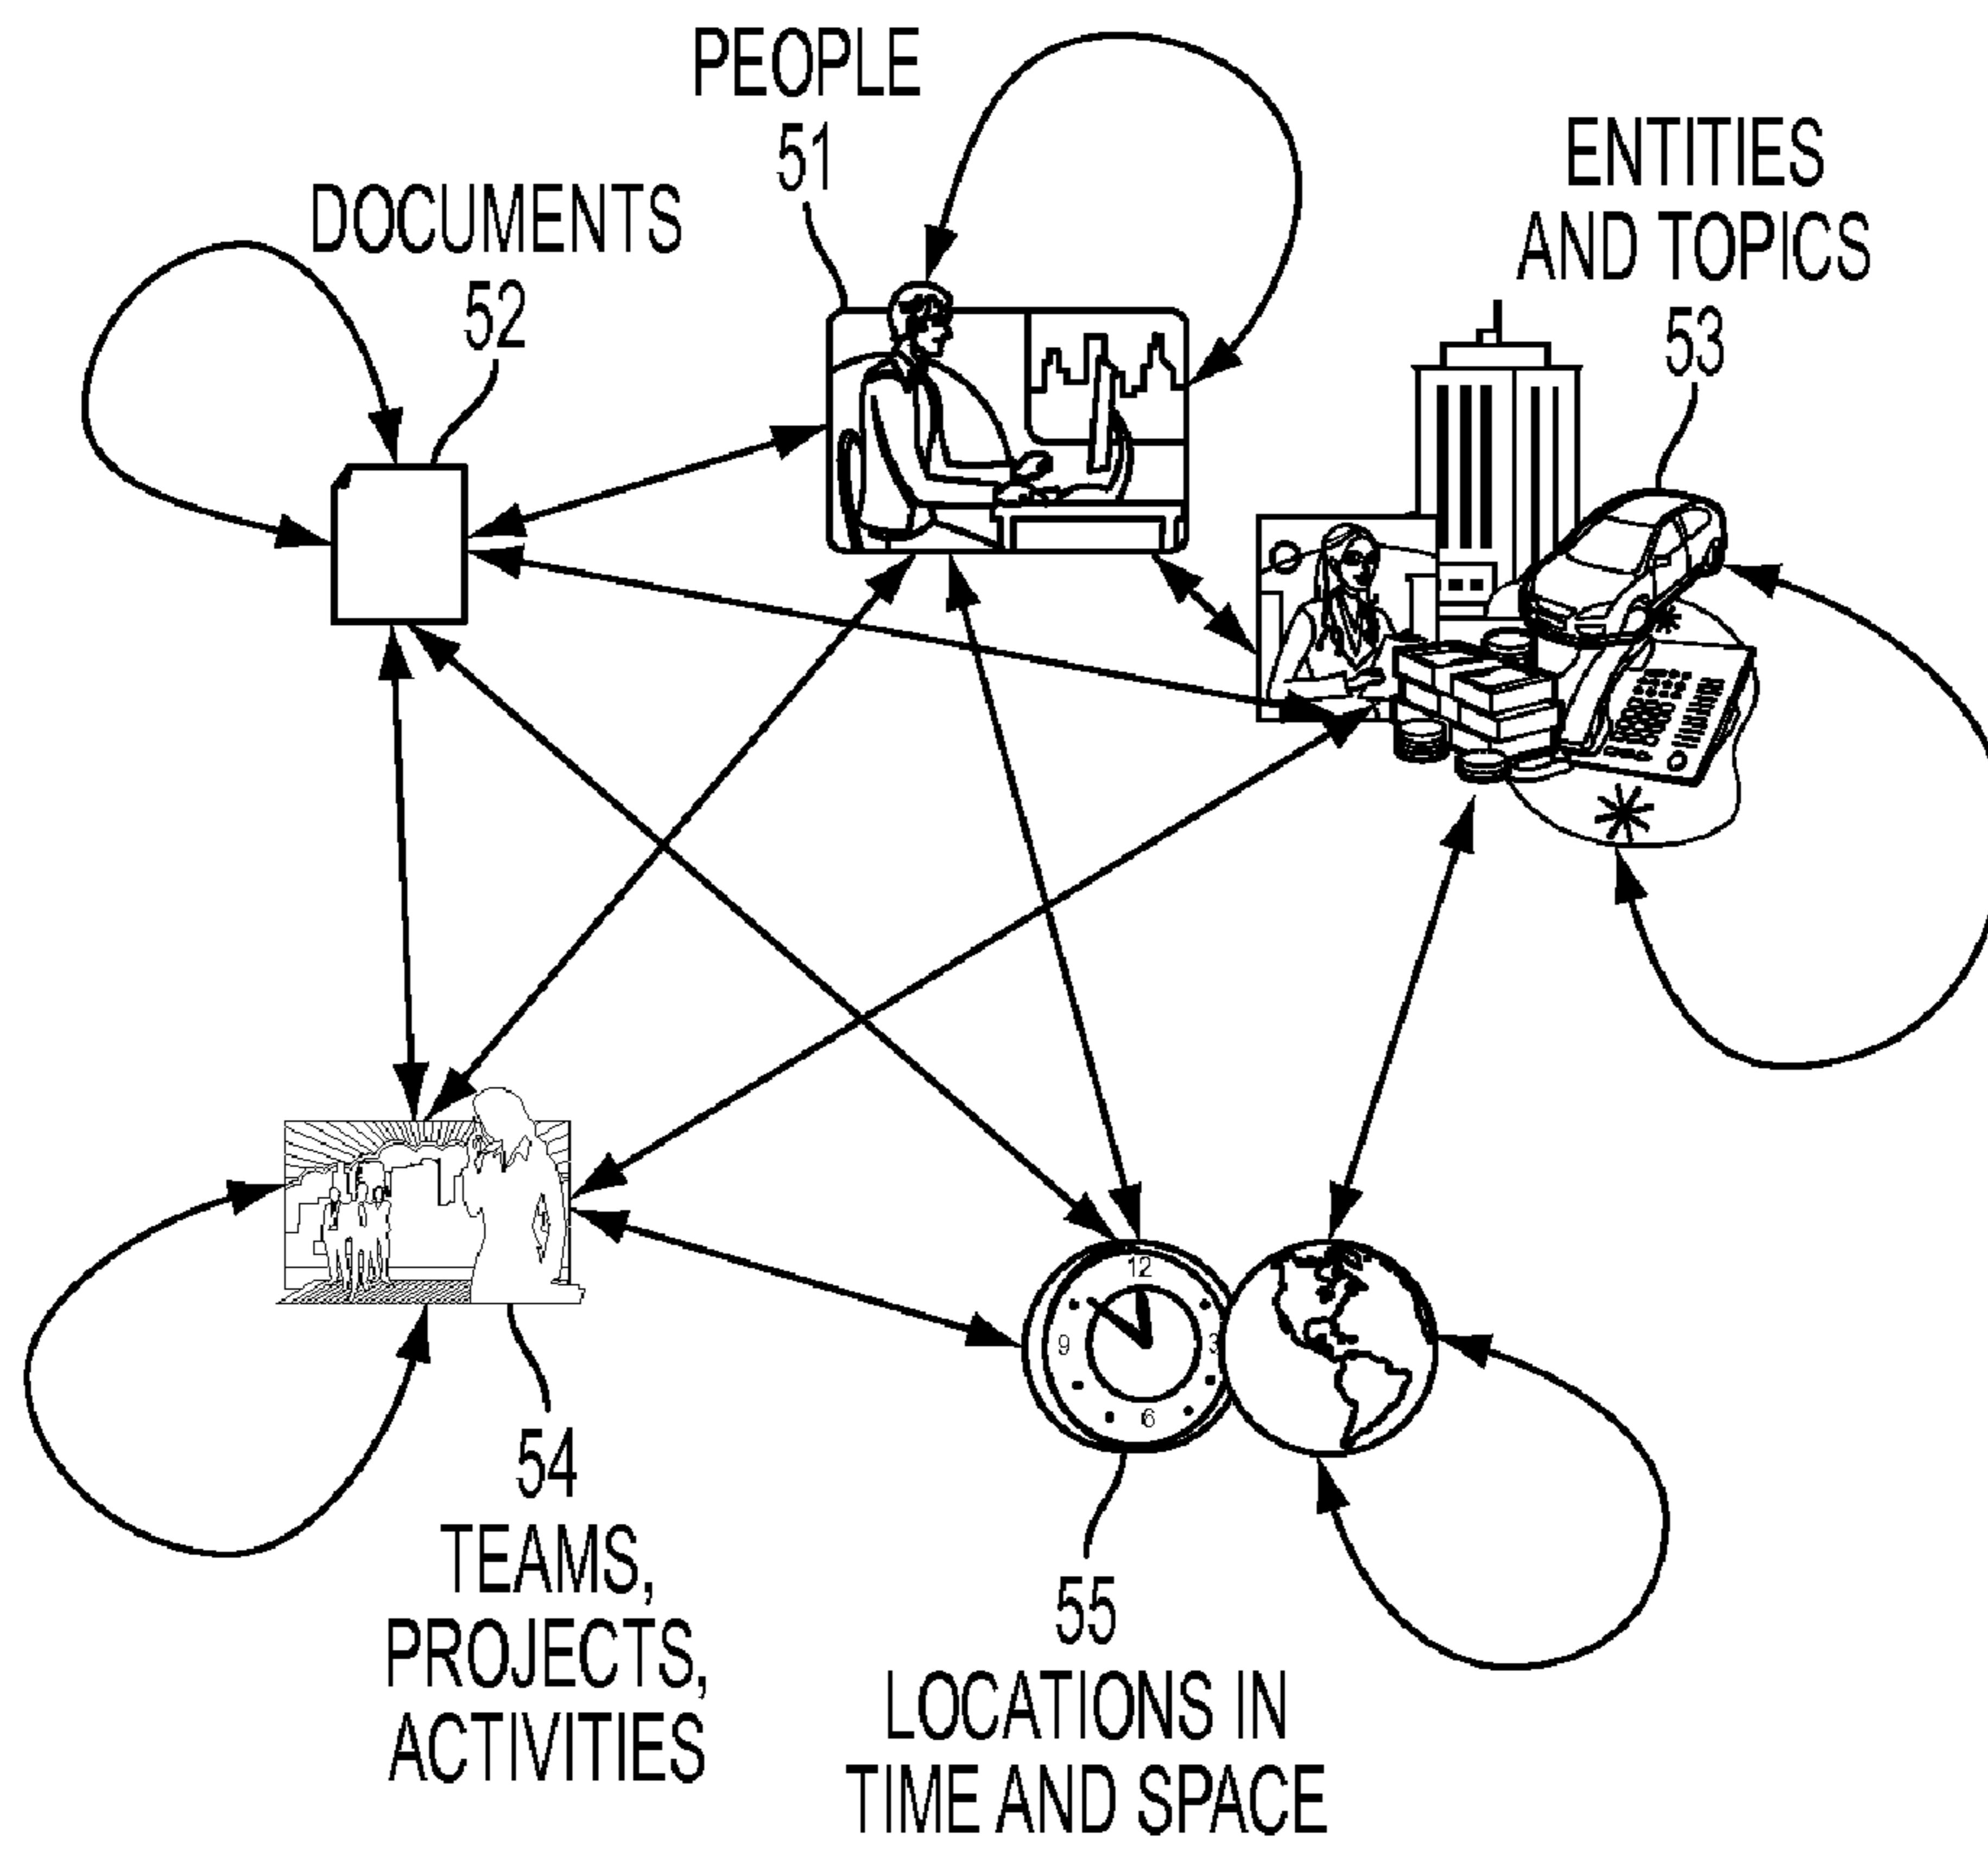 PEOPLE
51
DOCUMENTS
52
ENTITIES
AND TOPICS
53
12
9
3
6
54
TEAMS,
PROJECTS,
ACTIVITIES
55
LOCATIONS IN
TIME AND SPACE